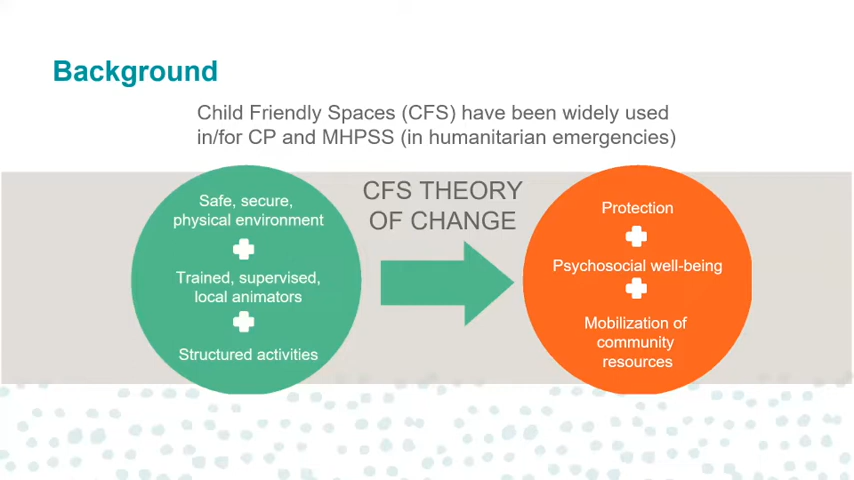 Background
Child Friendly Spaces (CFS) have been widely used
in/for CP and MHPSS (in humanitarian emergencies)
CFS THEORY
OF CHANGE
Safe, secure,
physical environment
Trained, supervised,
local animators
Structured activities
Protection
Psychosocial well-being
Mobilization of
community
resources